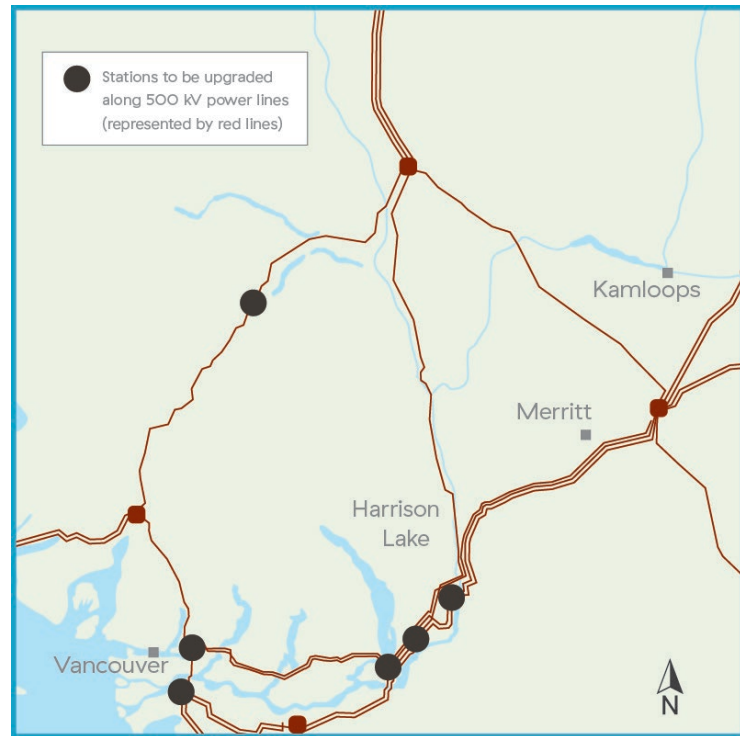 Stations to be upgraded
along 500 kV power lines
(represented by red lines)
Kamloops
Merritt
Harrison
Lake
Vancouver
N